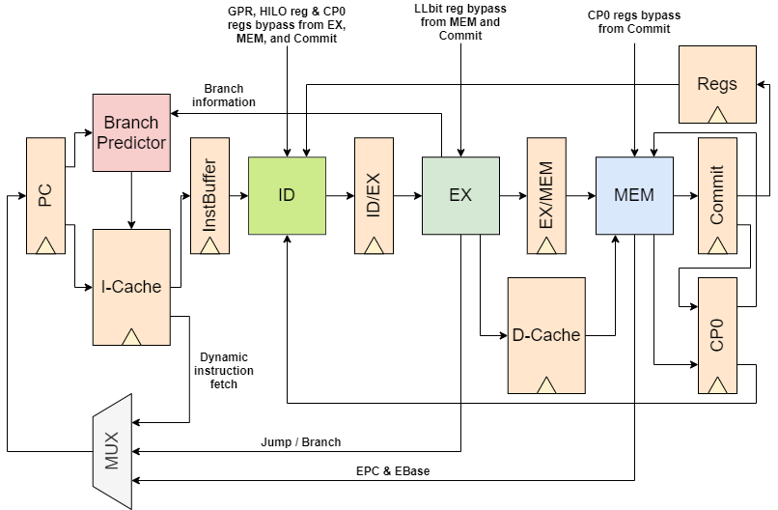 GPR, HILO reg & CP0
regs bypass from EX,
MEM, and Commit
LLbit reg bypass
from MEM and
Commit
CP0 regs bypass
from Commit
Regs
Branch
information
Branch
Predictor
PC
InstBuffer
ID
ID/EX
EX
EX/MEM
MEM
Commit
I-Cache
D-Cache
CP0
Dynamic
instruction
fetch
MUX
Jump / Branch
EPC & EBase